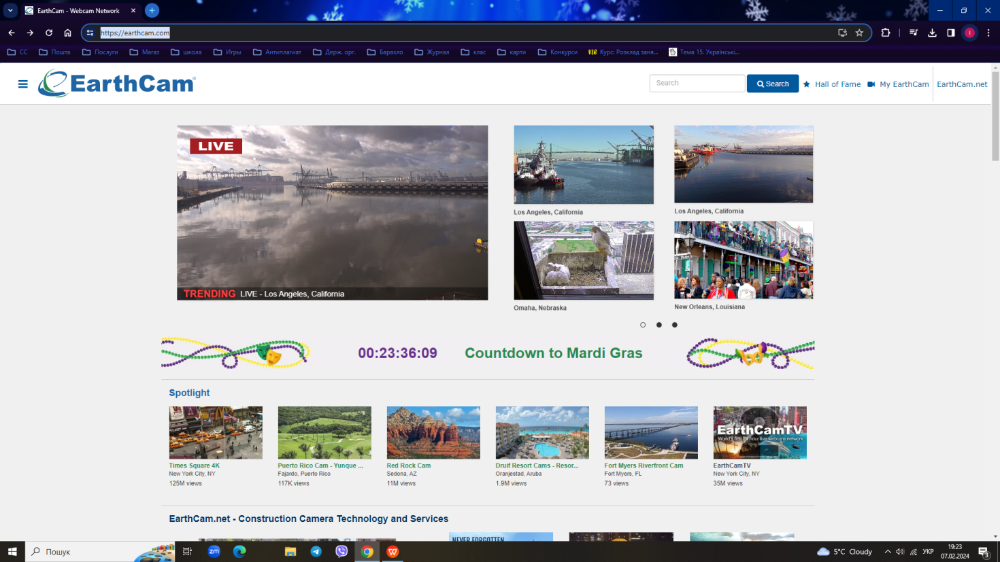 EarthCam - Webcam Network
https://earthcam.com
СС
Пошта
Послуги
Магаз
школа
Игры
Антиплагиат
Держ. орг.
Барахло
Журнал
клас
карти
Конкурси
VLE Курс: Розклад заня...
Тема 15. Українські...
EarthCam®
Search
Search
Hall of Fame
My EarthCam
EarthCam.net
LIVE
TRENDING LIVE - Los Angeles, California
Los Angeles, California
Los Angeles, California
Omaha, Nebraska
New Orleans, Louisiana
00:23:36:09 Countdown to Mardi Gras
Spotlight
Times Square 4K
New York City, NY
125M views
Puerto Rico Cam - Yunque ...
Fajardo, Puerto Rico
117K views
Red Rock Cam
Sedona, AZ
11M views
Druif Resort Cams - Resor...
Oranjestad, Aruba
1.9M views
Fort Myers Riverfront Cam
Fort Myers, FL
73 views
EarthCamTV
World's first 24 hour live webcam network
EarthCamTV
New York City, NY
35M views
EarthCam.net - Construction Camera Technology and Services
NEVER FORGOTTEN
Пошук
zm
5°C Cloudy
УКР
19:23
07.02.2024
3